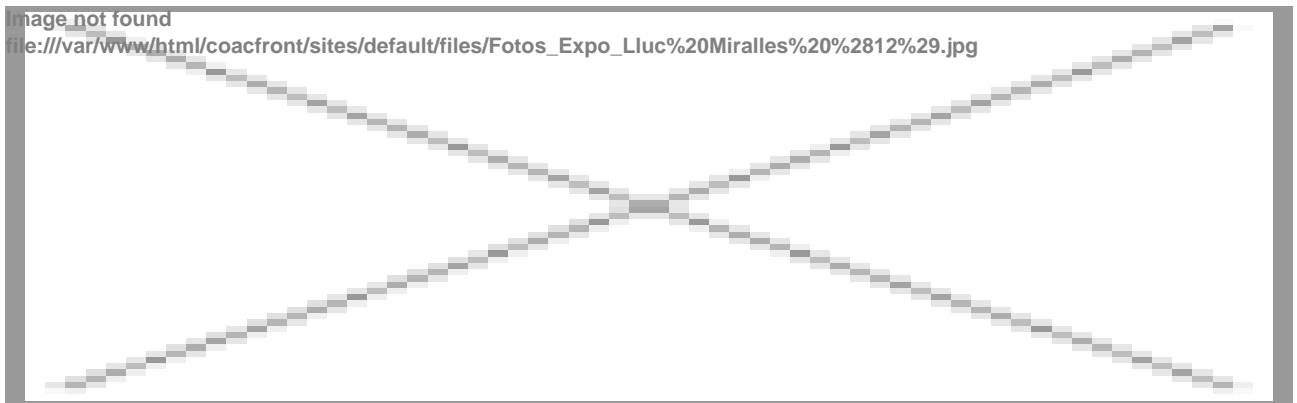 Image not found
file:///var/www/html/coacfront/sites/default/files/Fotos_Expo_Lluc%20Miralles%20%2812%29.jpg